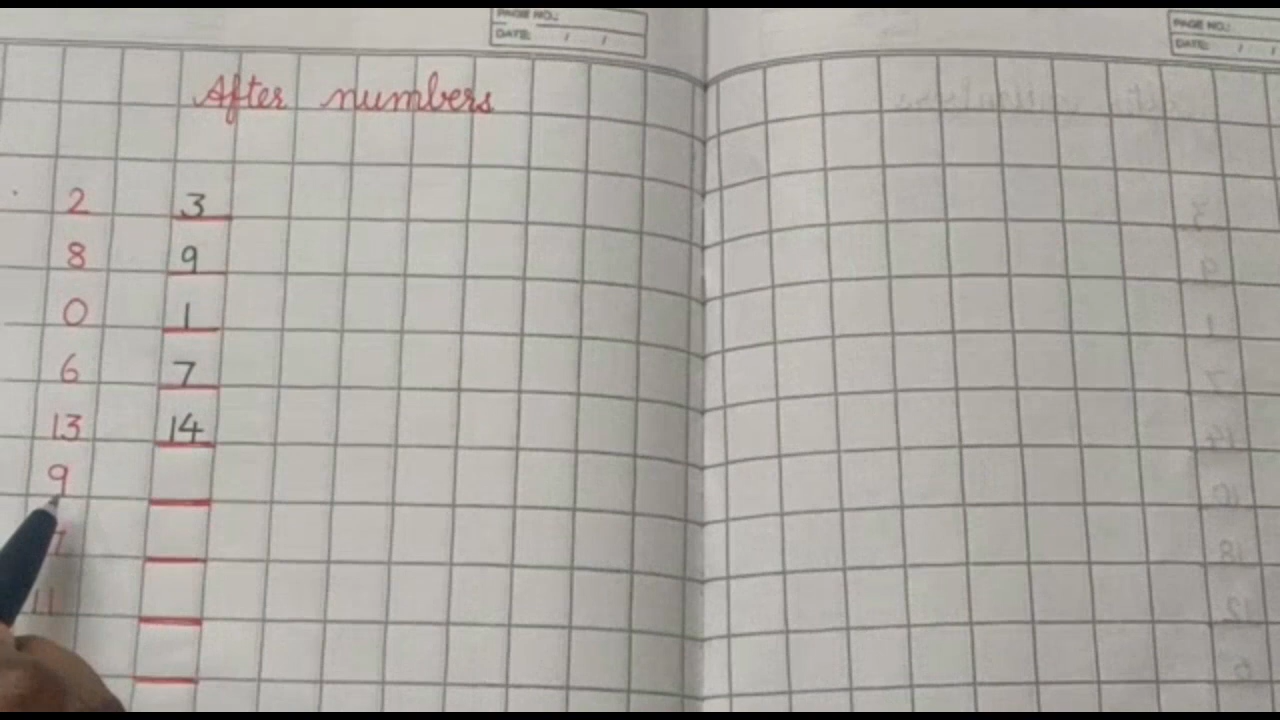 PAGE NO.:
DATE: / /
PAGE NO.:
DATE: / /
After numbers
2 3
8 9
0 1
6 7
13 14
9
11